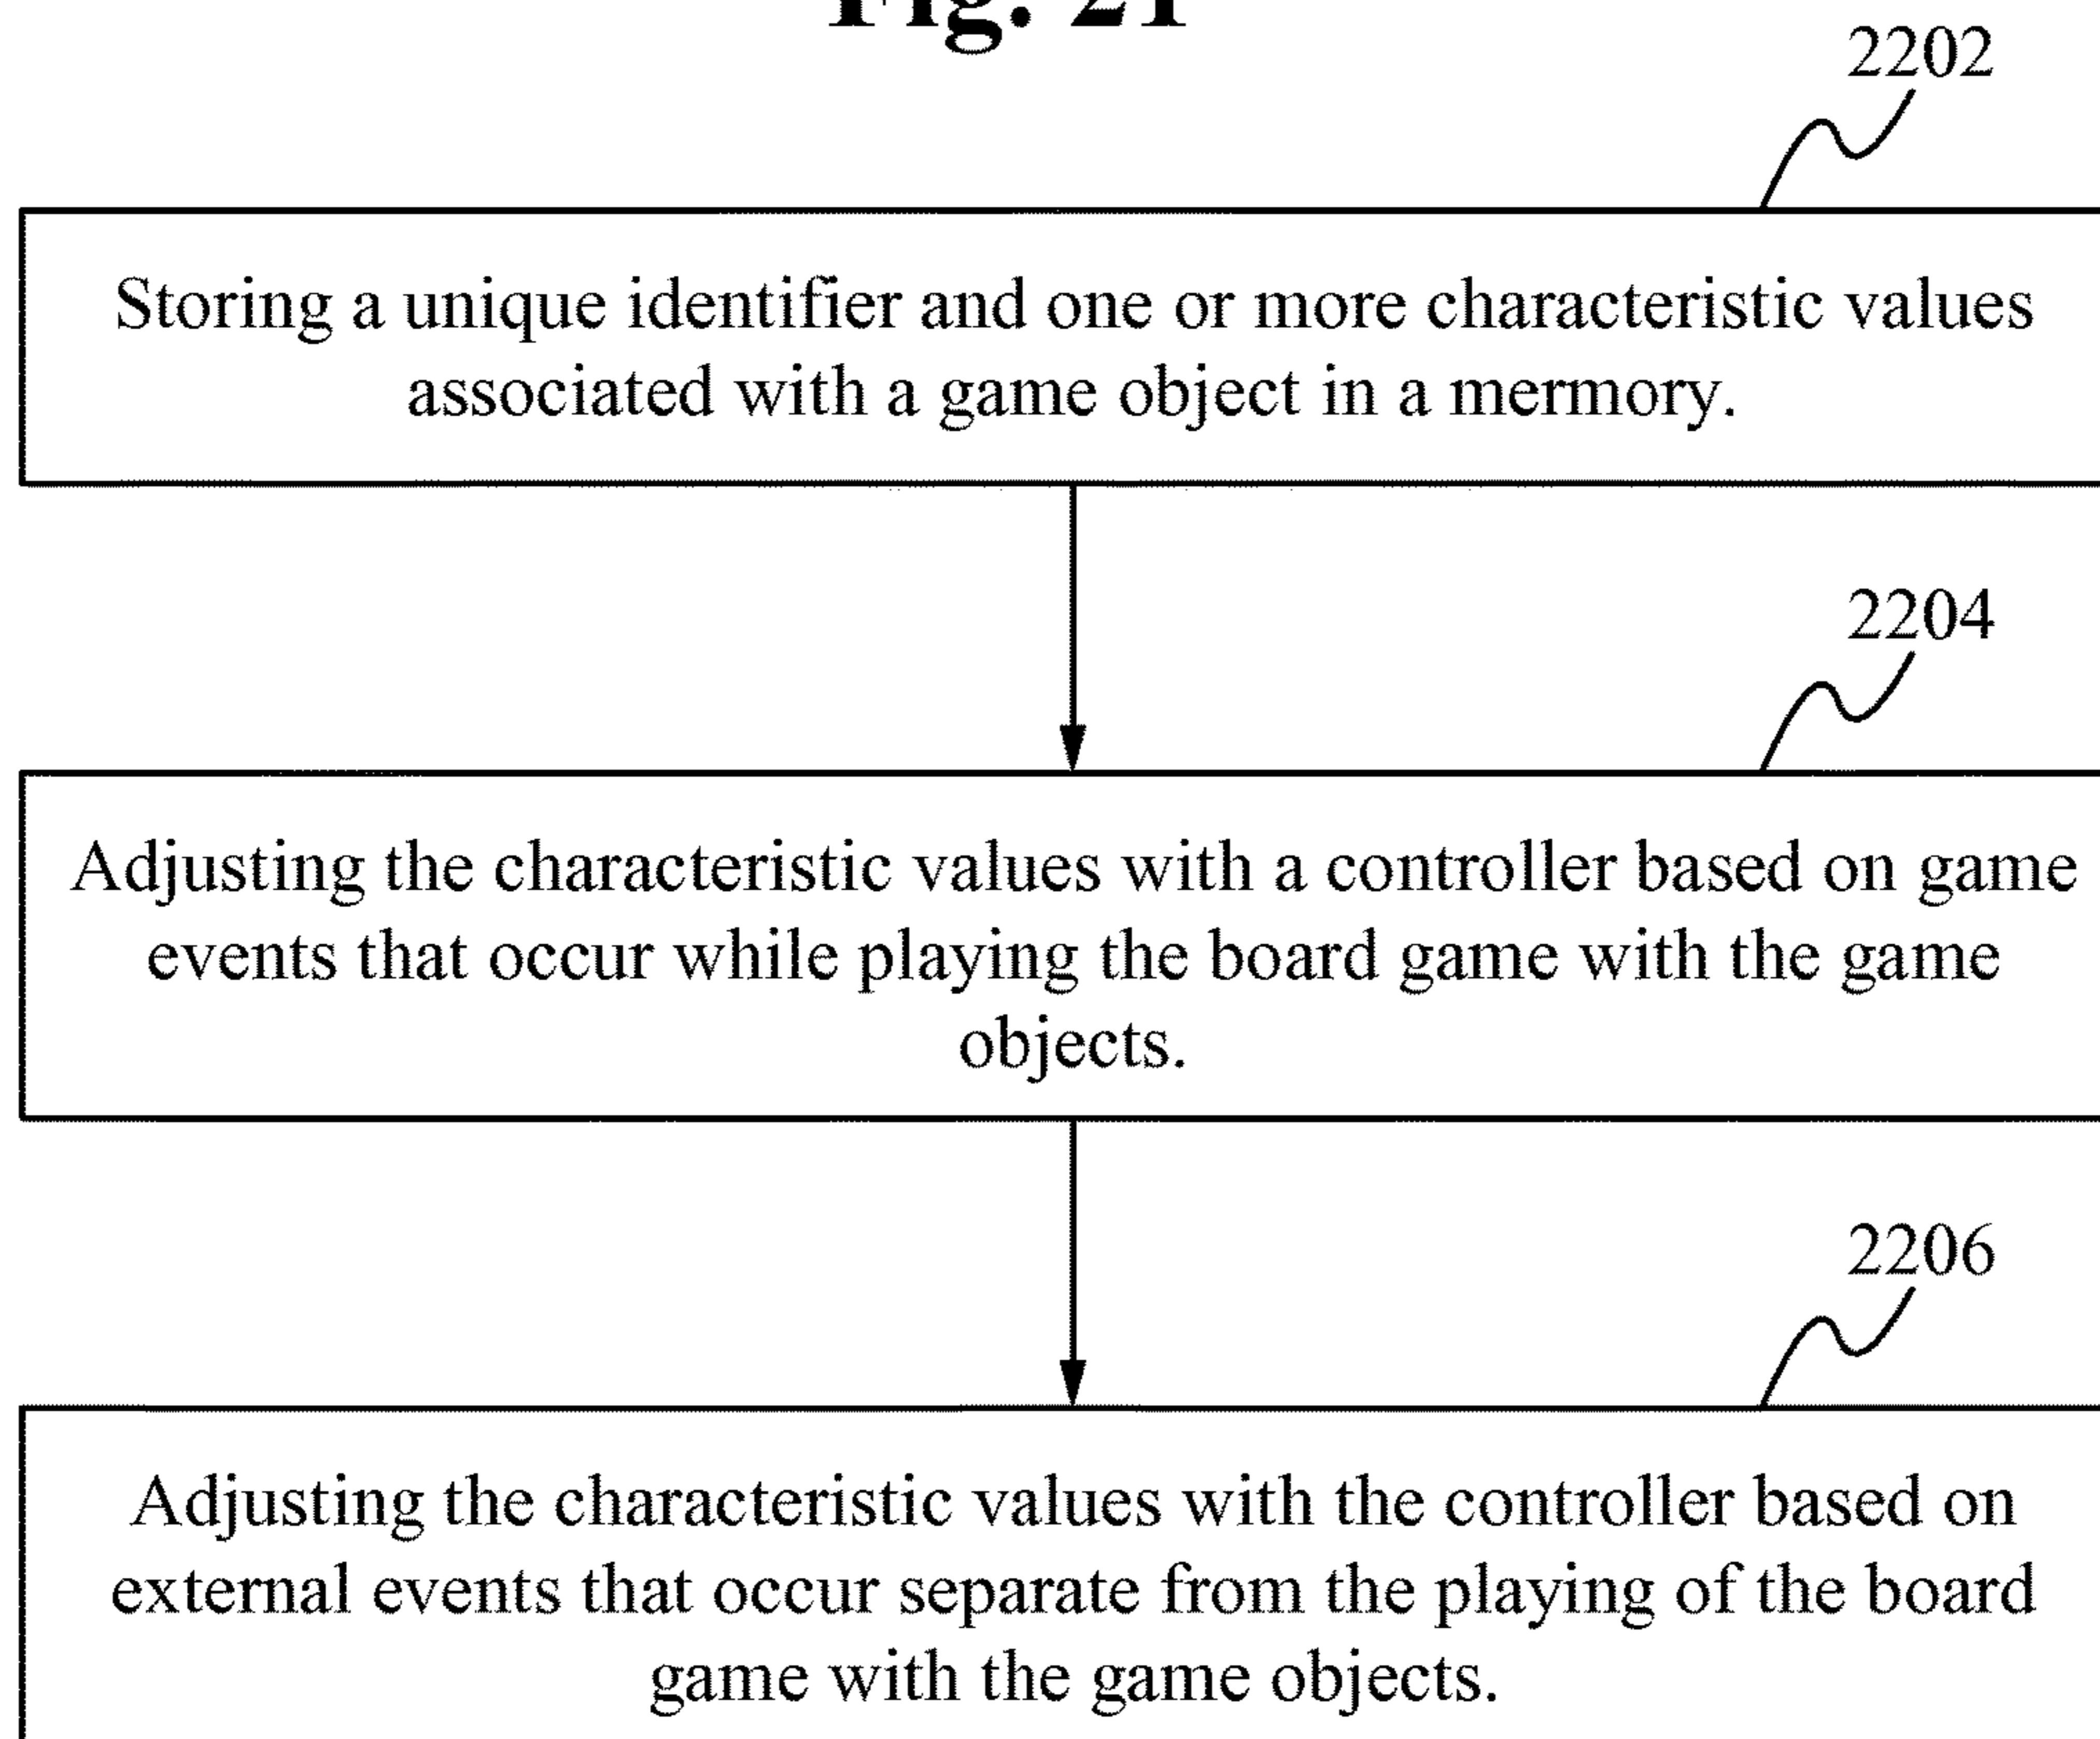 Fig. 21
2202
Storing a unique identifier and one or more characteristic values
associated with a game object in a mermory.
2204
Adjusting the characteristic values with a controller based on game
events that occur while playing the board game with the game
objects.
2206
Adjusting the characteristic values with the controller based on
external events that occur separate from the playing of the board
game with the game objects.